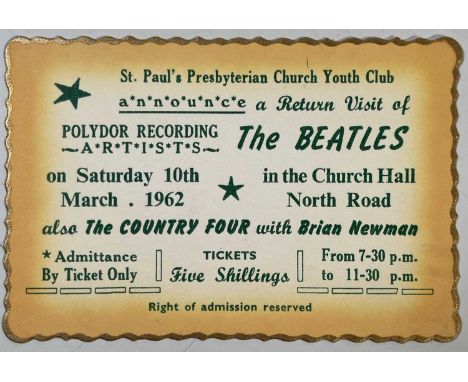 St. Paul's Presbyterian Church Youth Club
a*n*n*o*u*n*c*e a Return Visit of
POLYDOR RECORDING
~A*R*T*I*S*T*S~
The BEATLES
on Saturday 10th
March . 1962
in the Church Hall
North Road
also The COUNTRY FOUR with Brian Newman
* Admittance
By Ticket Only
TICKETS
Five Shillings
From 7-30 p.m.
to 11-30 p.m.
Right of admission reserved